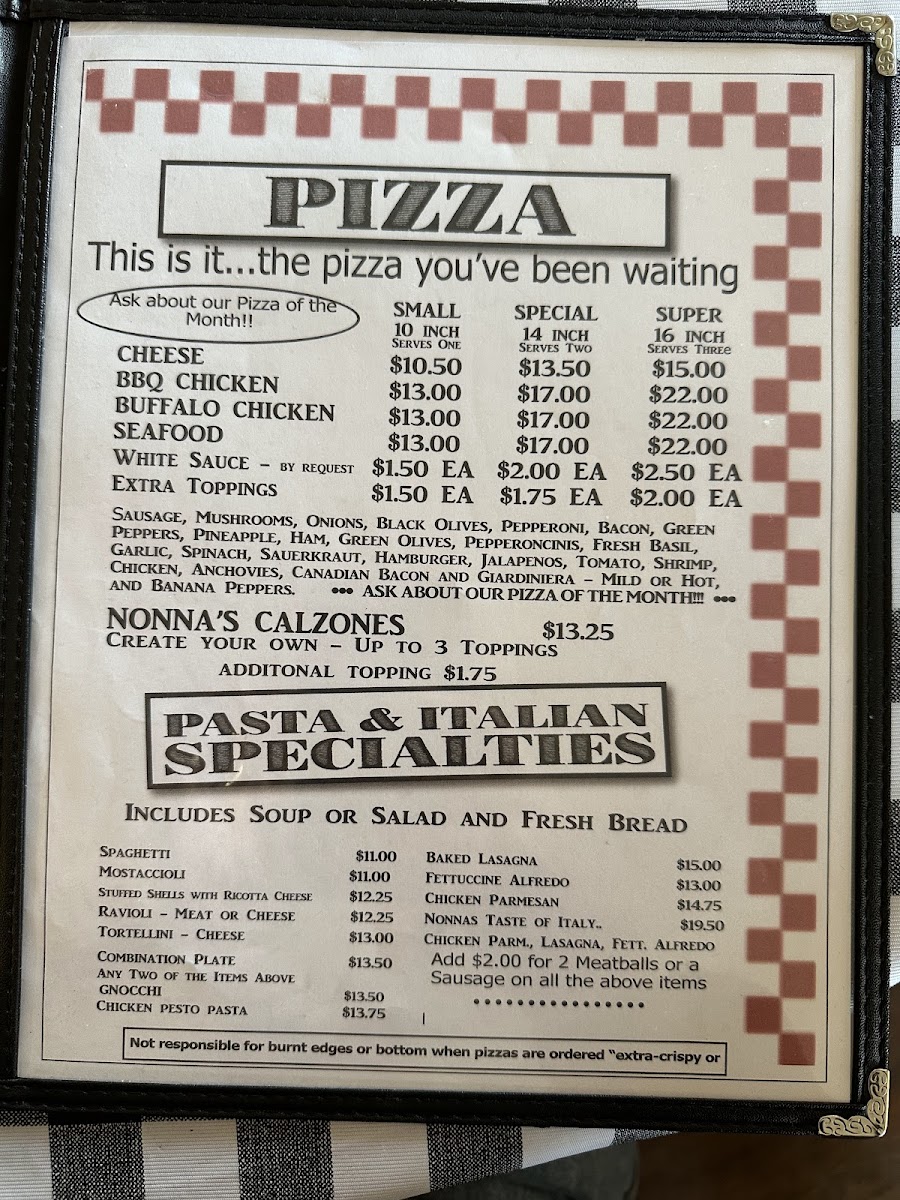 PIZZA
This is it...the pizza you've been waiting
Ask about our Pizza of the
Month!!
SMALL SPECIAL SUPER
10 INCH 14 INCH 16 INCH
SERVES ONE SERVES TWO SERVES THREe
CHEESE $10.50 $13.50 $15.00
BBQ CHICKEN $13.00 $17.00 $22.00
BUFFALO CHICKEN $13.00 $17.00 $22.00
SEAFOOD $13.00 $17.00 $22.00
WHITE SAUCE – BY REQUEST $1.50 EA $2.00 EA $2.50 EA
EXTRA TOPPINGS $1.50 EA $1.75 EA $2.00 EA
SAUSAGE, MUSHROOMS, ONIONS, BLACK OLIVES, PEPPERONI, BACON, GREEN
PEPPERS, PINEAPPLE, HAM, GREEN OLIVES, PEPPERONCINIS, FRESH BASIL,
GARLIC, SPINACH, SAUERKRAUT, HAMBURGER, JALAPENOS, TOMATO, SHRIMP,
CHICKEN, ANCHOVIES, CANADIAN BACON AND GIARDINIERA – MILD OR HOT,
AND BANANA PEPPERS. ••• ASK ABOUT OUR PIZZA OF THE MONTH!!! •••
NONNA'S CALZONES $13.25
CREATE YOUR OWN – UP TO 3 TOPPINGS
ADDITONAL TOPPING $1.75
PASTA & ITALIAN
SPECIALTIES
INCLUDES SOUP OR SALAD AND FRESH BREAD
SPAGHETTI $11.00
MOSTACCIOLI $11.00
STUFFED SHELLS WITH RICOTTA CHEESE $12.25
RAVIOLI – MEAT OR CHEESE $12.25
TORTELLINI – CHEESE $13.00
COMBINATION PLATE $13.50
ANY TWO OF THE ITEMS ABOVE
GNOCCHI $13.50
CHICKEN PESTO PASTA $13.75
BAKED LASAGNA $15.00
FETTUCCINE ALFREDO $13.00
CHICKEN PARMESAN $14.75
NONNAS TASTE OF ITALY.. $19.50
CHICKEN PARM., LASAGNA, FETT. ALFREDO
Add $2.00 for 2 Meatballs or a
Sausage on all the above items
••••••••••••••••
Not responsible for burnt edges or bottom when pizzas are ordered "extra-crispy or